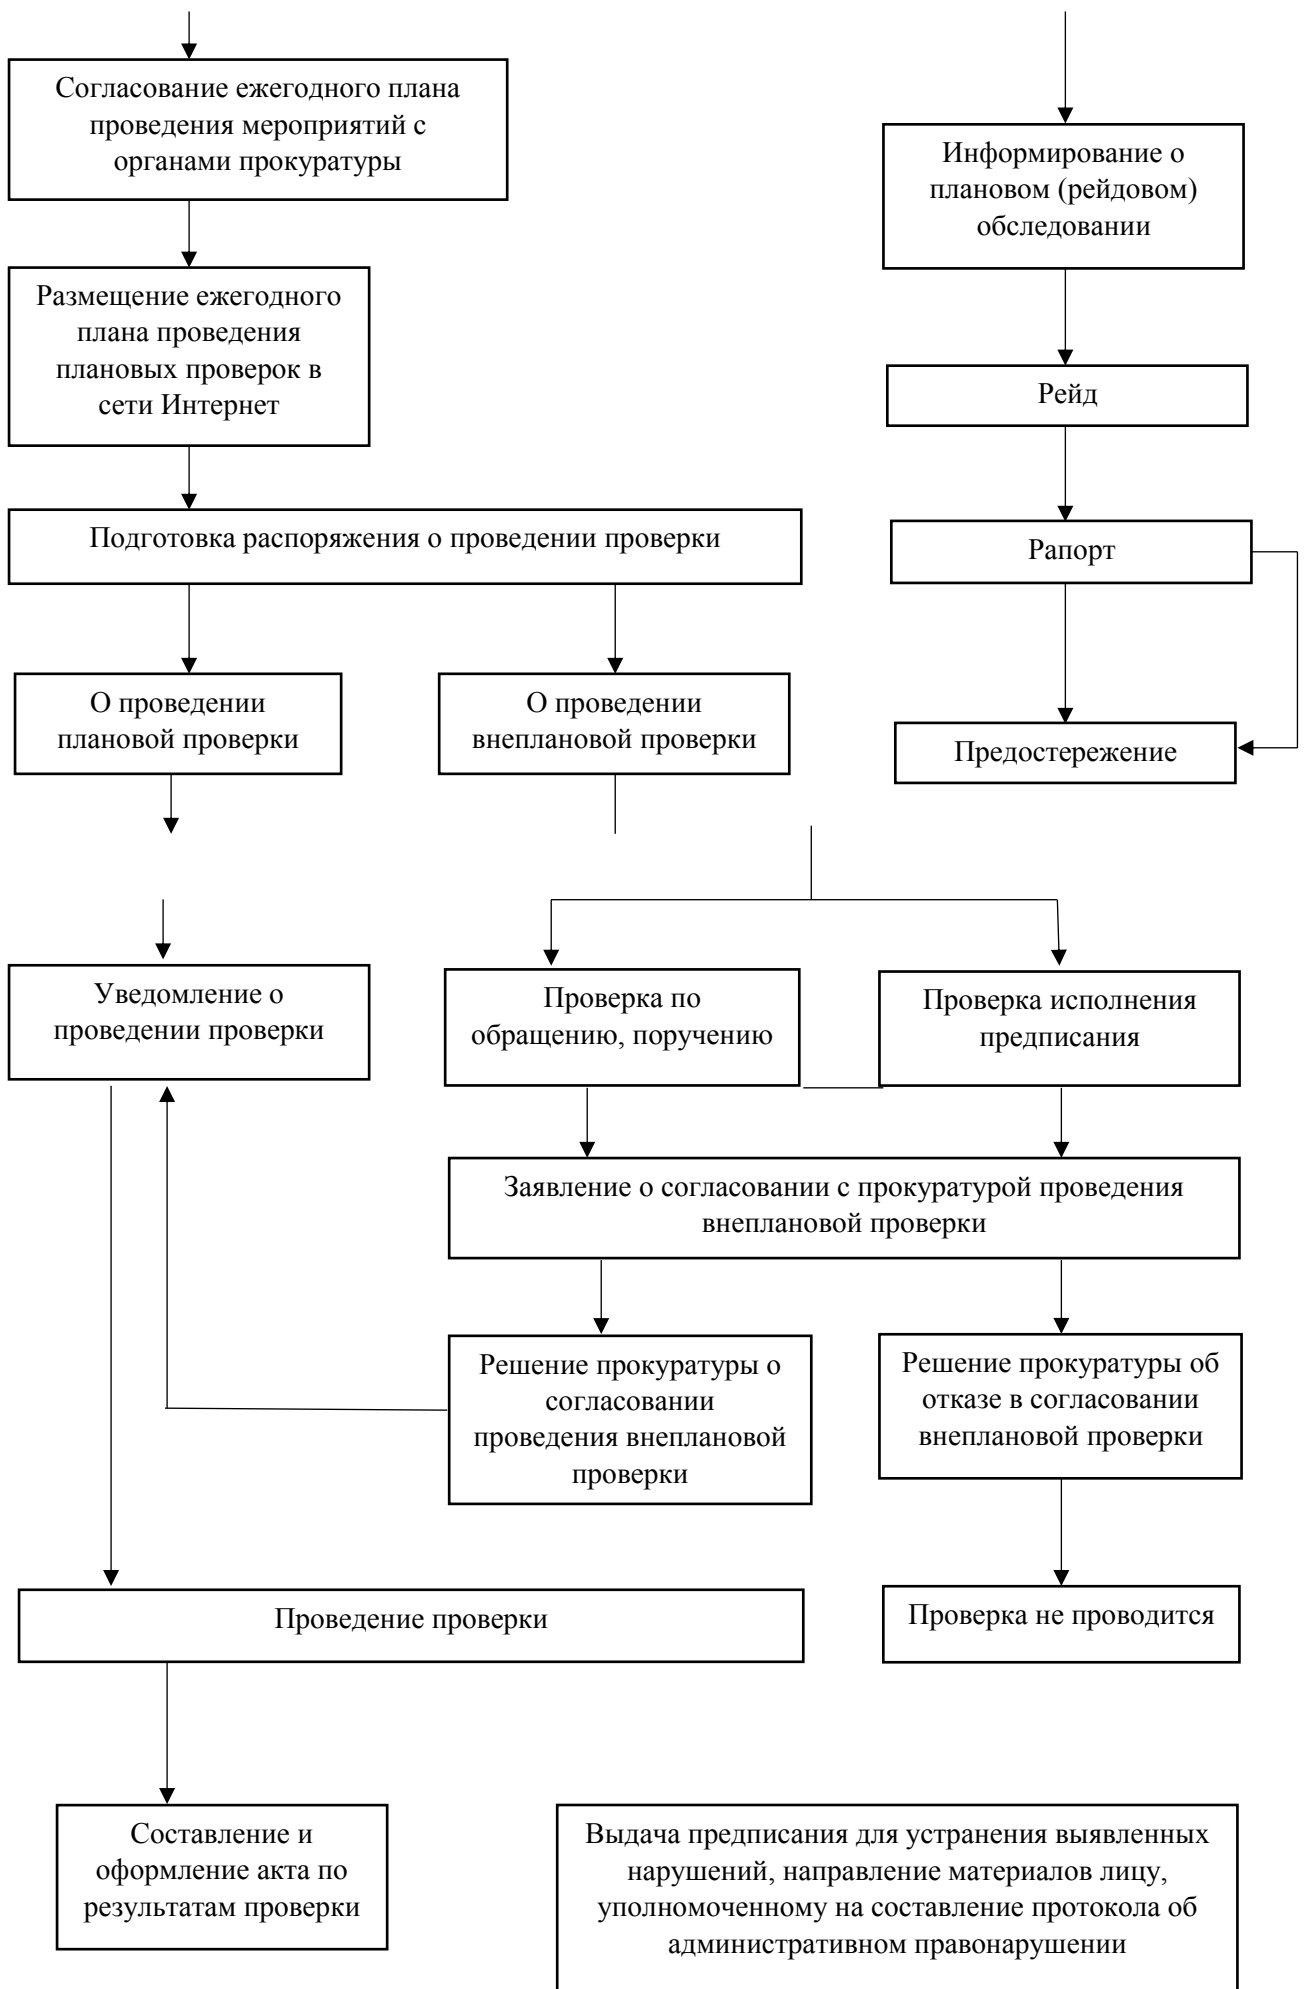 Согласование ежегодного плана
проведения мероприятий с
органами прокуратуры
Информирование о
плановом (рейдовом)
обследовании
Размещение ежегодного
плана проведения
плановых проверок в
сети Интернет
Рейд
Подготовка распоряжения о проведении проверки
Рапорт
О проведении
плановой проверки
О проведении
внеплановой проверки
Предостережение
Уведомление о
проведении проверки
Проверка по
обращению, поручению
Проверка исполнения
предписания
Заявление о согласовании с прокуратурой проведения
внеплановой проверки
Решение прокуратуры о
согласовании
проведения внеплановой
проверки
Решение прокуратуры об
отказе в согласовании
внеплановой проверки
Проведение проверки
Проверка не проводится
Составление и
оформление акта по
результатам проверки
Выдача предписания для устранения выявленных
нарушений, направление материалов лицу,
уполномоченному на составление протокола об
административном правонарушении